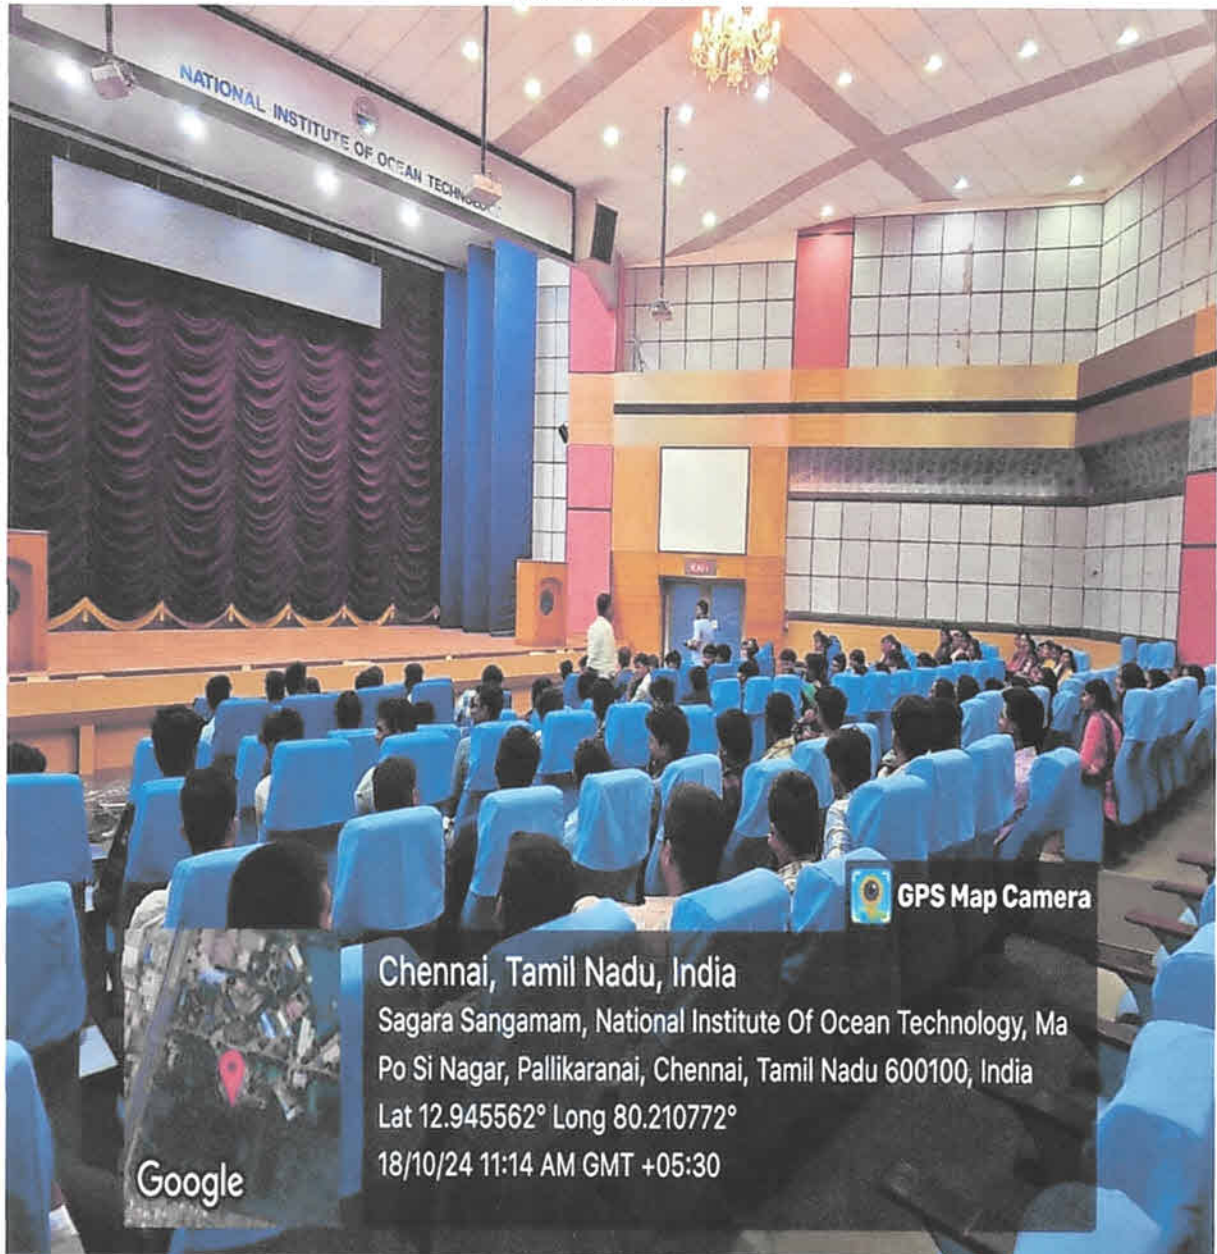 NATIONAL INSTITUTE OF OCEAN TECHNOLOGY
EXIT
GPS Map Camera
Chennai, Tamil Nadu, India
Sagara Sangamam, National Institute Of Ocean Technology, Ma
Po Si Nagar, Pallikaranai, Chennai, Tamil Nadu 600100, India
Lat 12.945562° Long 80.210772°
18/10/24 11:14 AM GMT +05:30
Google